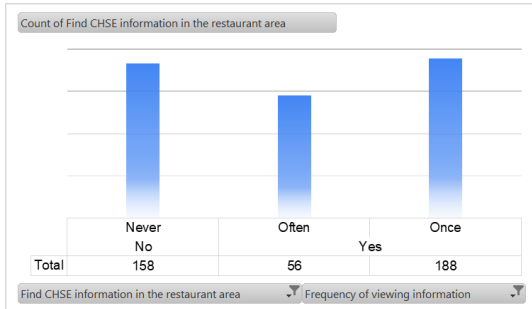 Count of Find CHSE information in the restaurant area
Never Often Once
No Yes
Total 158 56 188
Find CHSE information in the restaurant area Frequency of viewing information